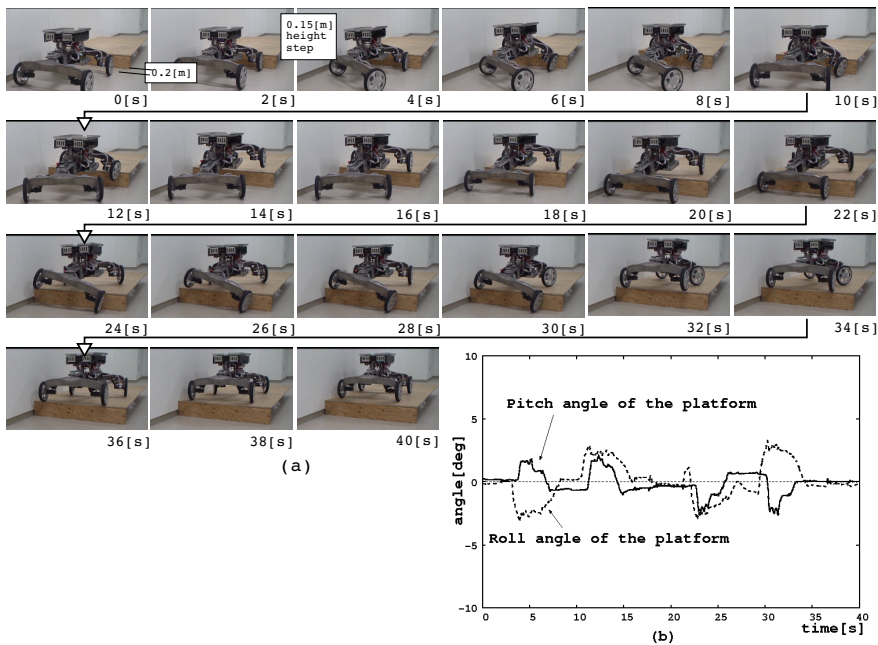 0.15[m]
height
step
0.2[m]
0[s]
2[s]
4[s]
6[s]
8[s]
10[s]
12[s]
14[s]
16[s]
18[s]
20[s]
22[s]
24[s]
26[s]
28[s]
30[s]
32[s]
34[s]
36[s]
38[s]
40[s]
(a)
10
5
0
-5
-10
angle[deg]
Pitch angle of the platform
Roll angle of the platform
0 5 10 15 20 25 30 35 40
time[s]
(b)